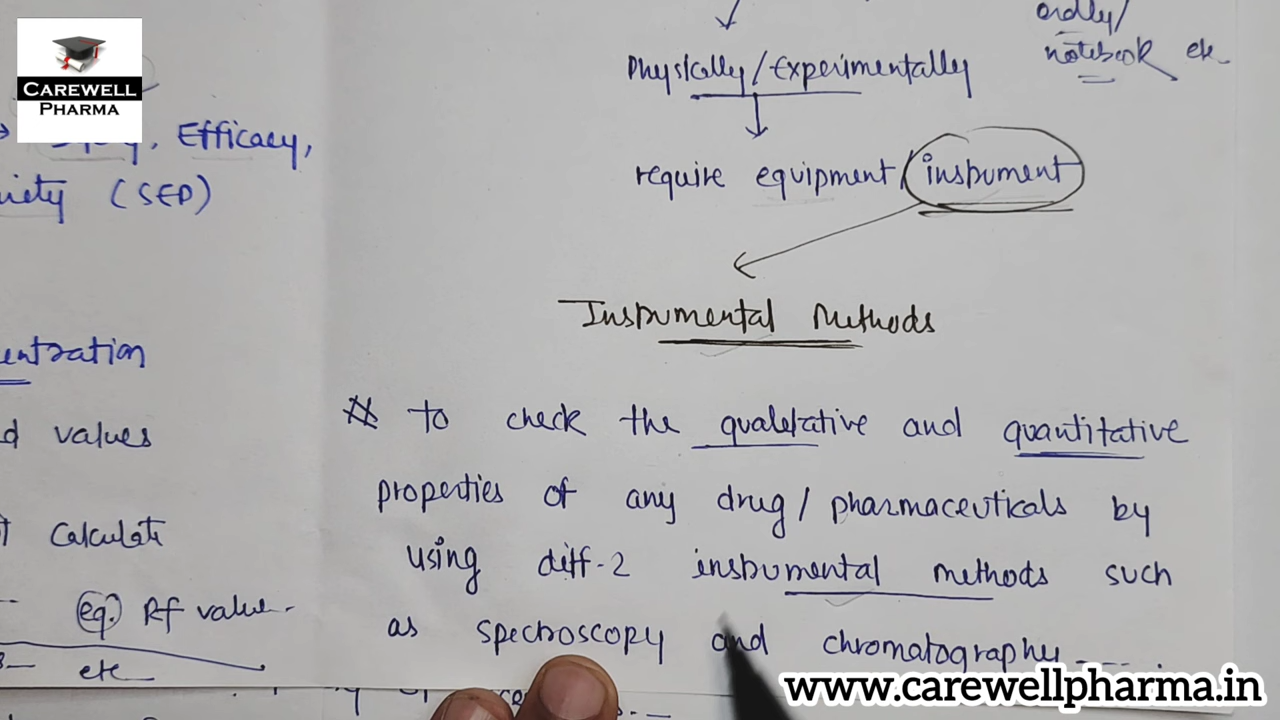 CAREWELL
PHARMA
Efficacy,
(SEP)
values
Calculate
eg. Rf value
etc
orally/
notebook etc
Physically/Experimentally
require equipment/instrument
Instrumental Methods
# to check the qualetative and quantitative
properties of any drug/pharmaceuticals by
using diff-2 instrumental methods such
as spectroscopy and chromatography ---- .
www.carewellpharma.in